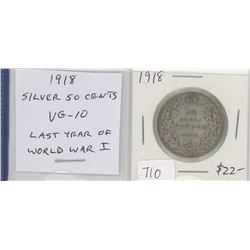 1918
SILVER 50 CENTS
VG-10
LAST YEAR OF
WORLD WAR I
1918
710
$22-